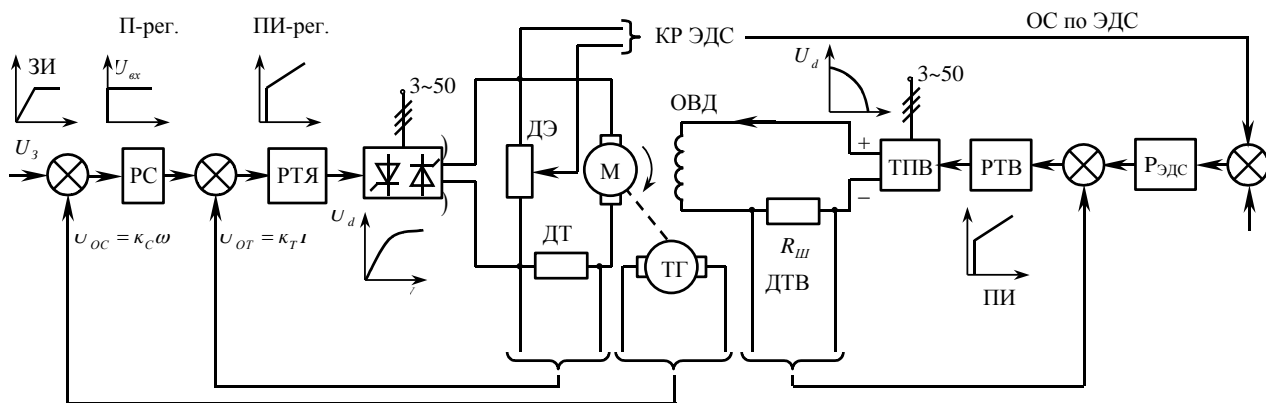 П-рег.
ПИ-рег.
КР ЭДС
ОС по ЭДС
ЗИ
U вх
3~50
U d
3~50
ОВД
ДЭ
U З
РС
РТЯ
М
+
ТПВ
РТВ
Р ЭДС
−
U ОС = к С ω
U ОТ = к Т I
U d
ДТ
ТГ
R Ш
ДТВ
ПИ